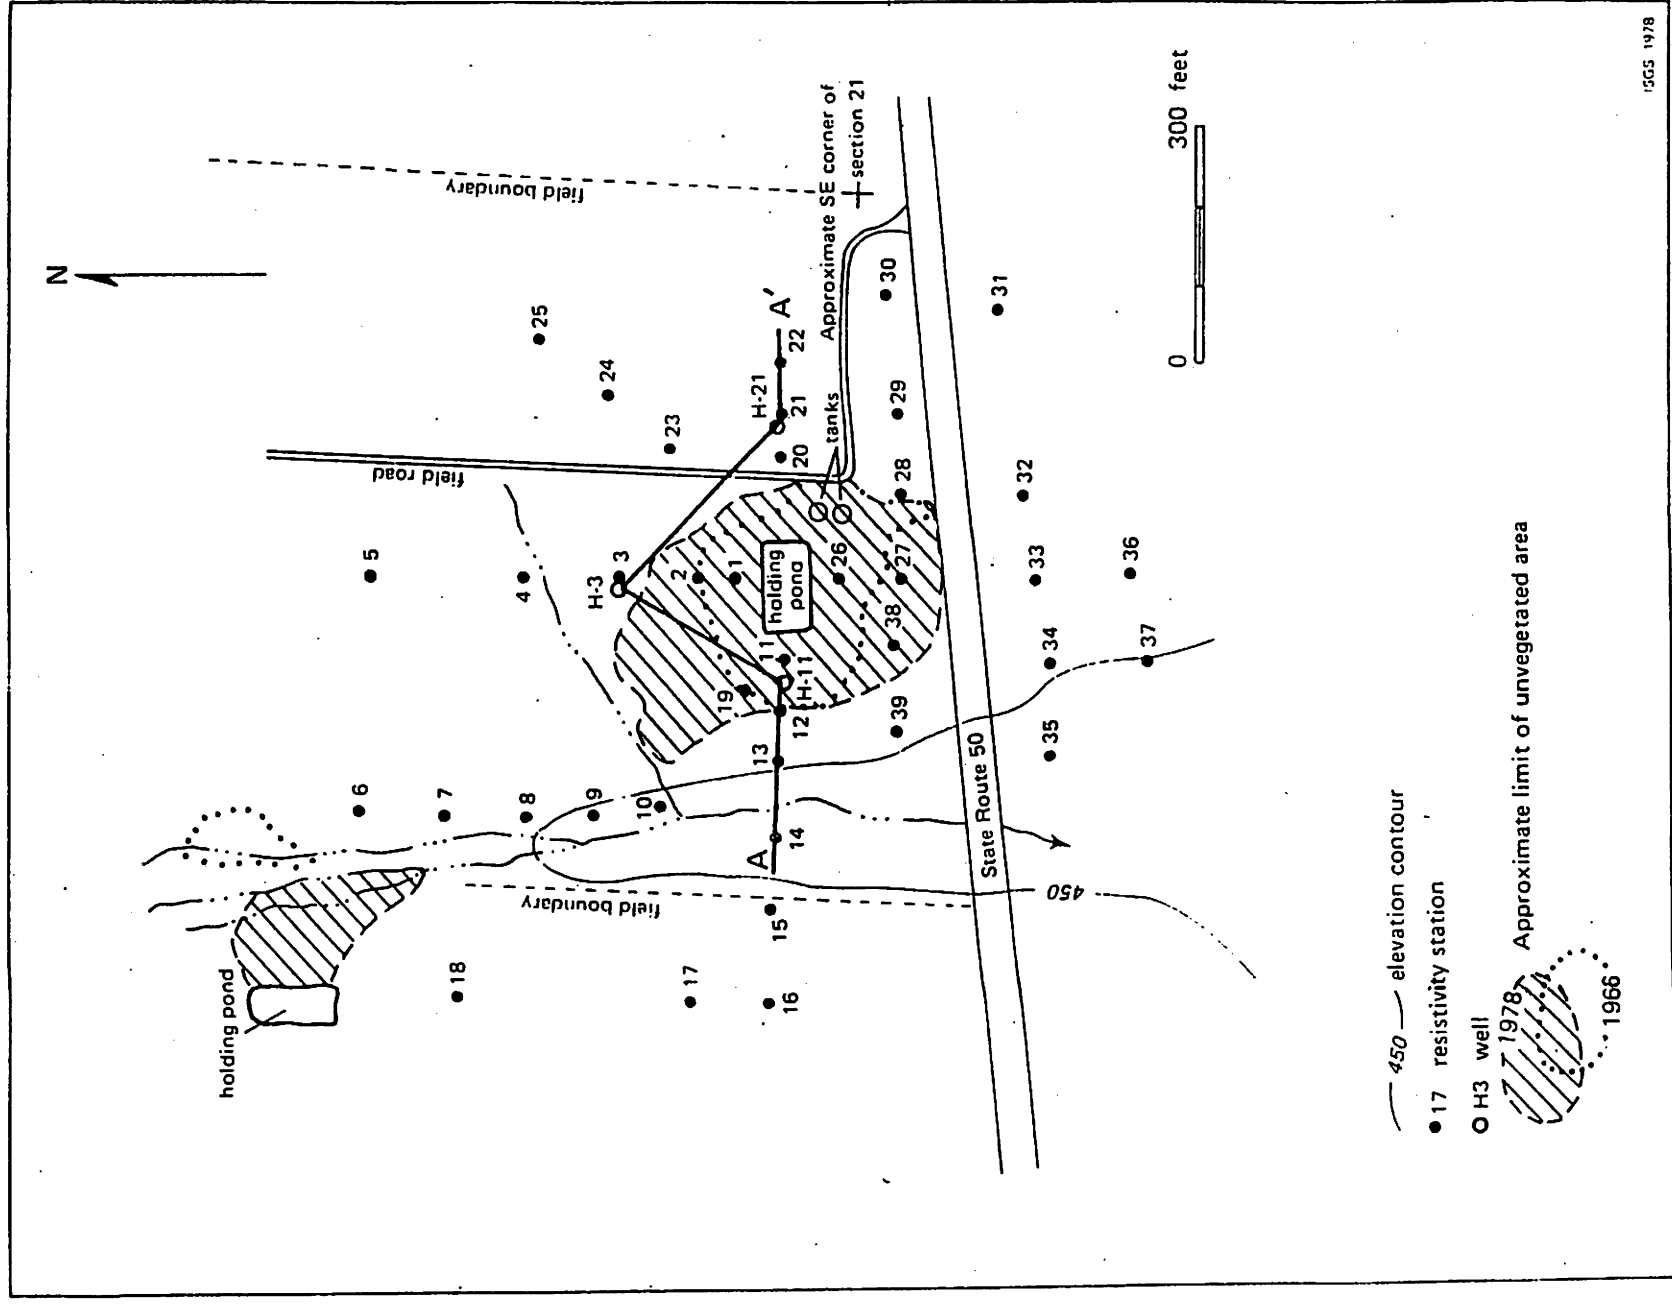 N
holding pond
field boundary
field road
field boundary
Approximate SE corner of
section 21
H-3
H-11
H-21
A
A'
tanks
holding
pond
State Route 50
450
1
2
3
4
5
6
7
8
9
10
11
12
13
14
15
16
17
18
19
20
21
22
23
24
25
26
27
28
29
30
31
32
33
34
35
36
37
38
39
0 300 feet
450 elevation contour
17 resistivity station
H3 well
1978
Approximate limit of unvegetated area
1966
ISGS 1978